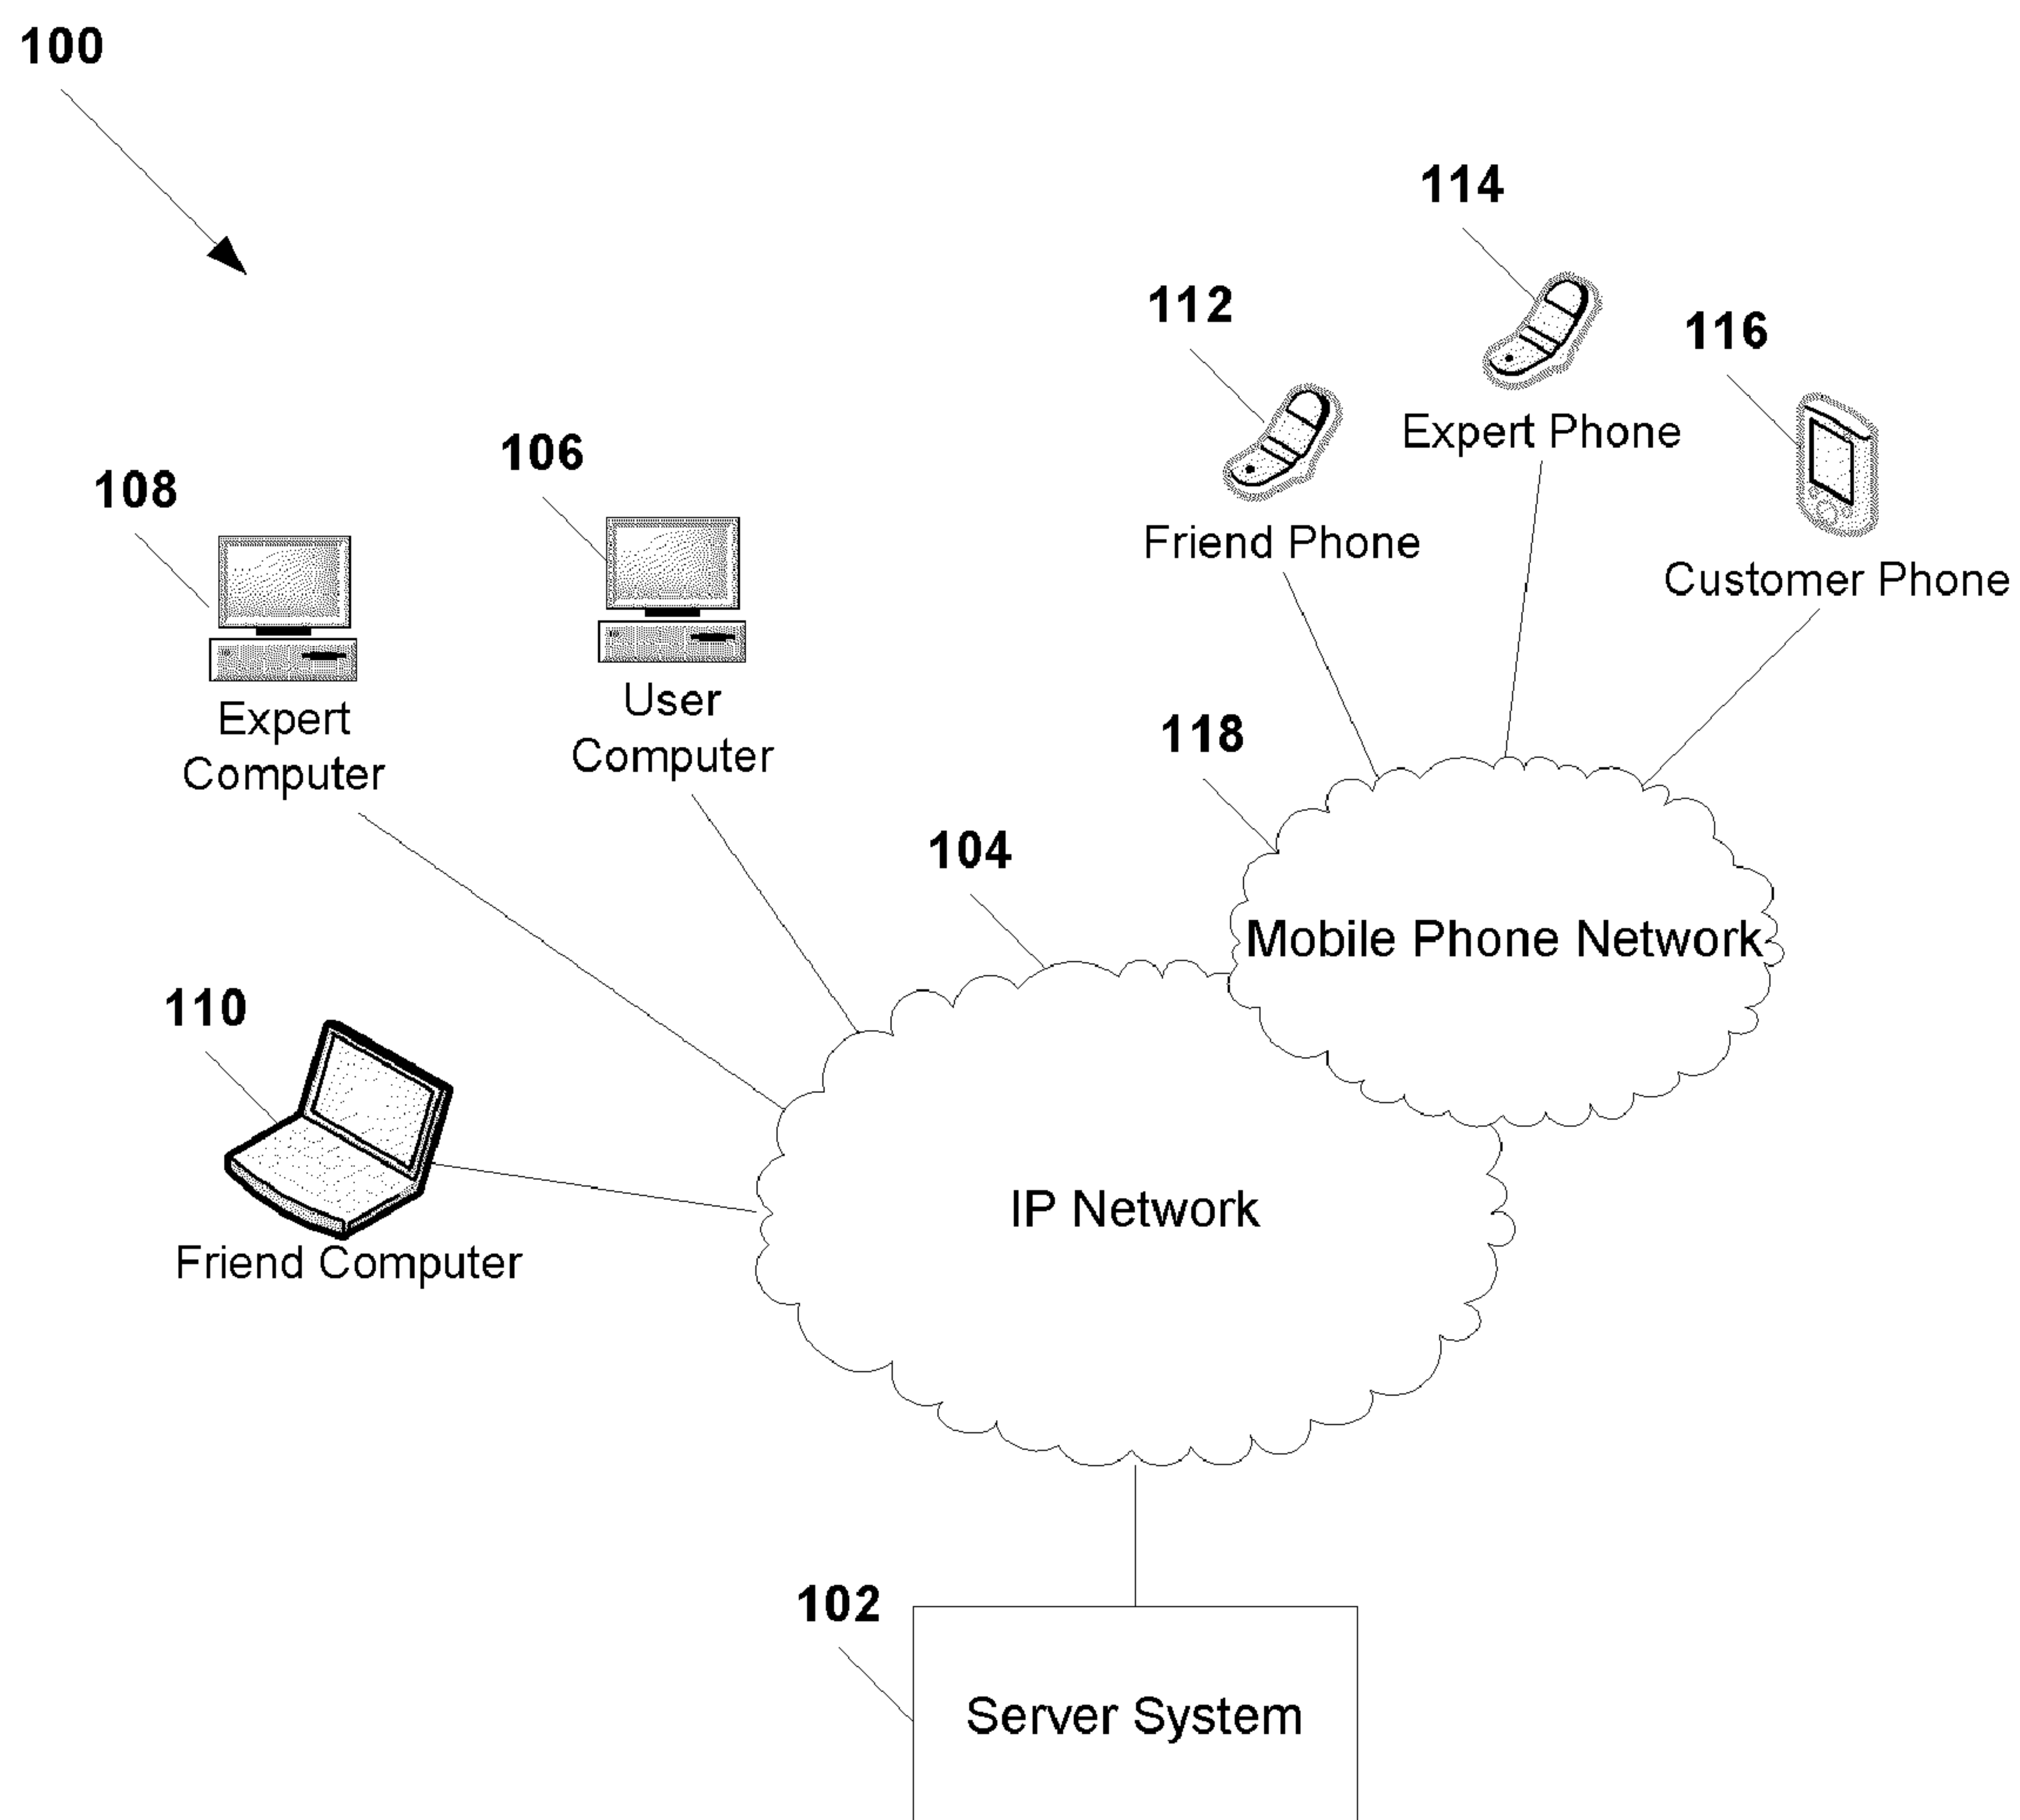 100
114
112
116
Expert Phone
106
108
Friend Phone
Customer Phone
User
Computer
Expert
Computer
118
104
Mobile Phone Network
110
IP Network
Friend Computer
102
Server System